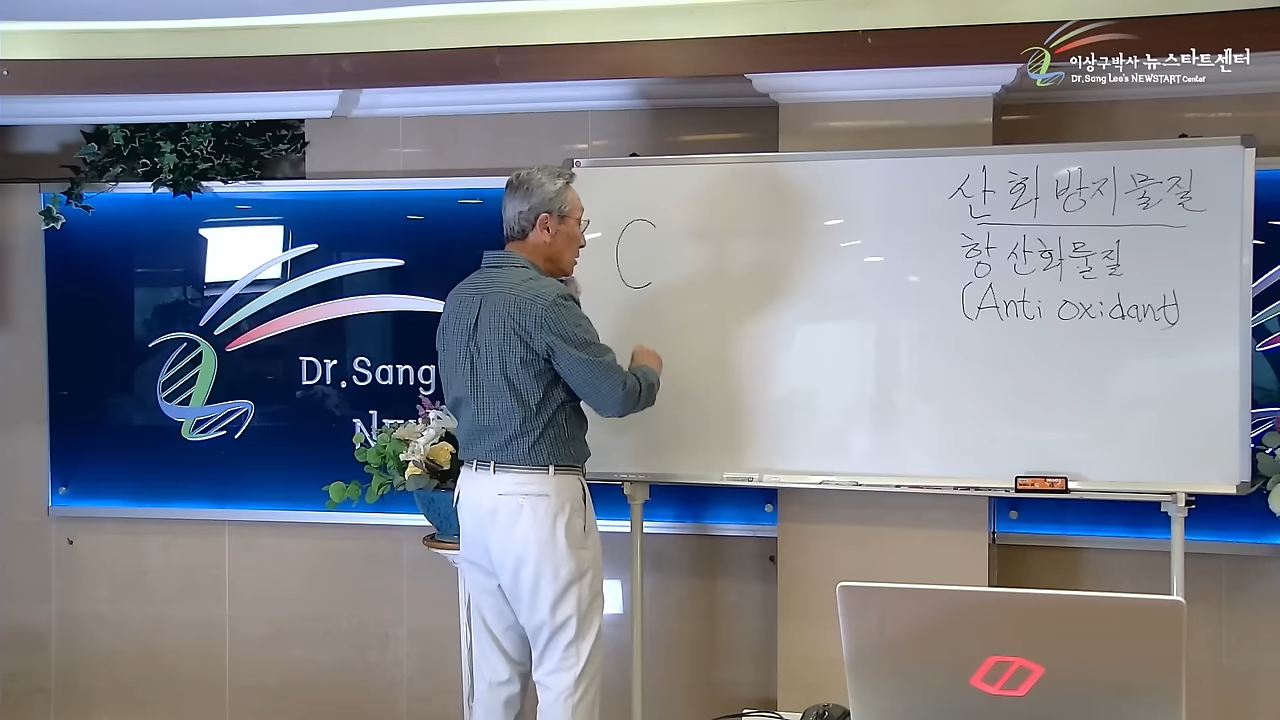 이상구박사 뉴스타트센터
Dr.Sang Lee's NEWSTART Center
산화방지물질
항산화물질
(Anti oxidant)
C
Dr.Sang